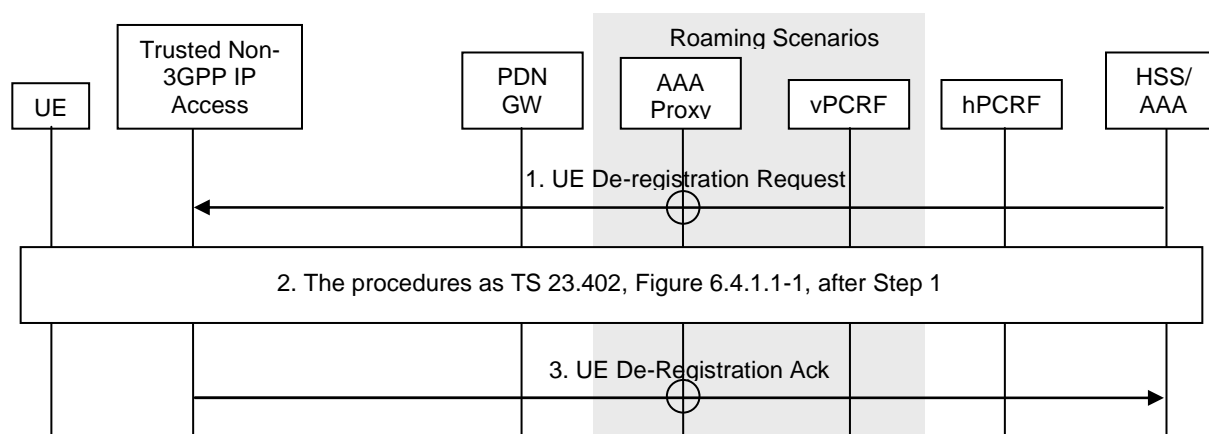 Roaming Scenarios
UE
Trusted Non-
3GPP IP
Access
PDN
GW
AAA
Proxy
vPCRF
hPCRF
HSS/
AAA
1. UE De-registration Request
2. The procedures as TS 23.402, Figure 6.4.1.1-1, after Step 1
3. UE De-Registration Ack